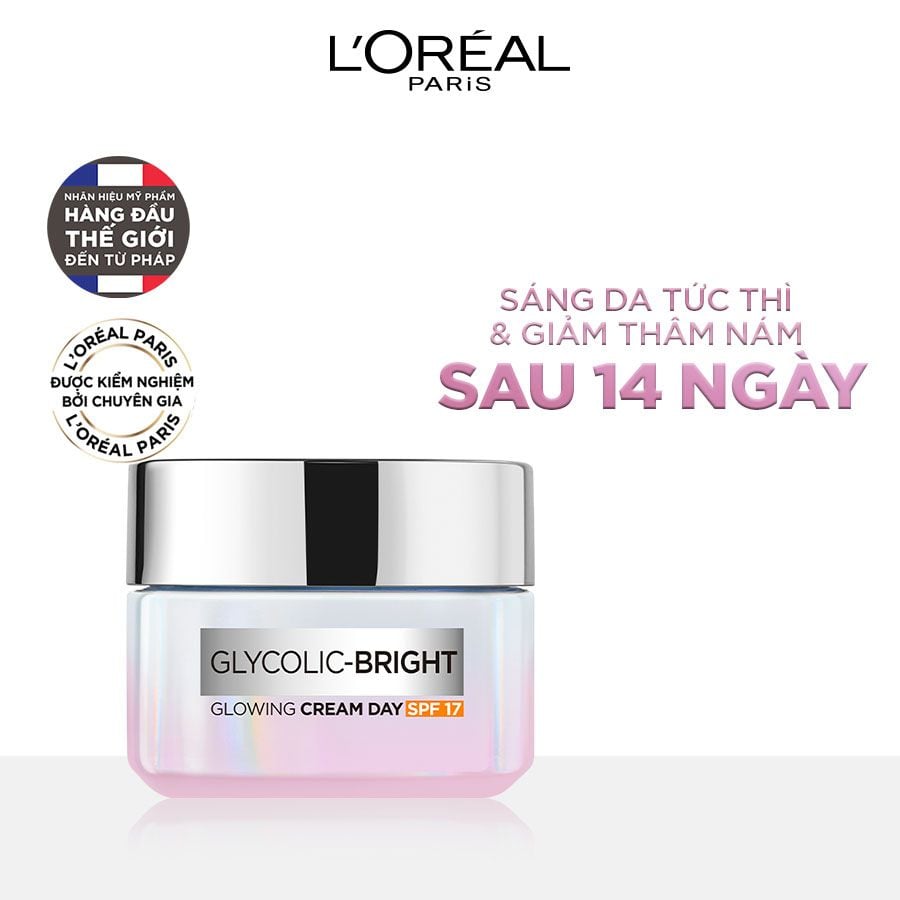 L'ORÉAL
PARiS
NHÃN HIỆU MỸ PHẨM
HÀNG ĐẦU
THẾ GIỚI
ĐẾN TỪ PHÁP
L'ORÉAL PARIS
ĐƯỢC KIỂM NGHIỆM
BỞI CHUYÊN GIA
L'ORÉAL PARIS
SÁNG DA TỨC THÌ
& GIẢM THÂM NÁM
SAU 14 NGÀY
GLYCOLIC-BRIGHT
GLOWING CREAM DAY SPF 17